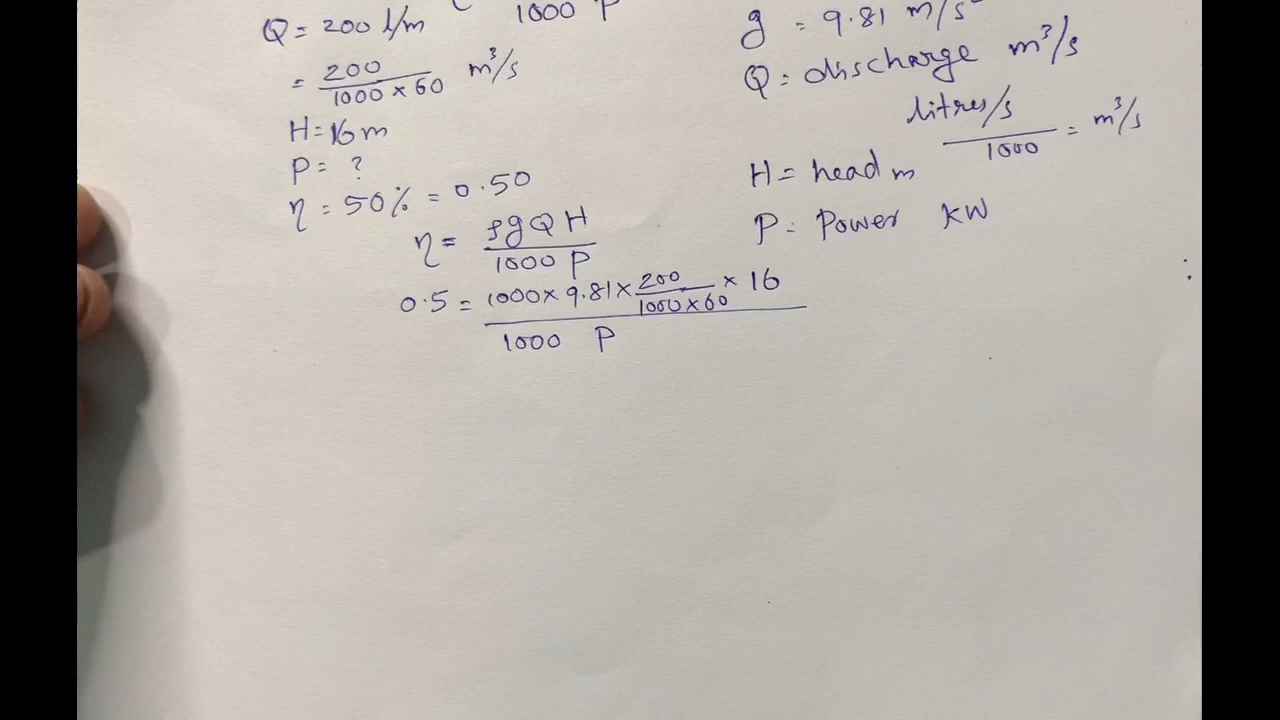 Q = 200 l/m
= 200/(1000 × 60) m³/s
H = 16 m
P = ?
η = 50% = 0.50
η = ρgQH/(1000 P)
0.5 = (1000 × 9.81 × 200/(1000×60) × 16)/(1000 P)
1000 P
g = 9.81 m/s
Q = discharge m³/s
litres/s / 1000 = m³/s
H = head m
P = Power KW